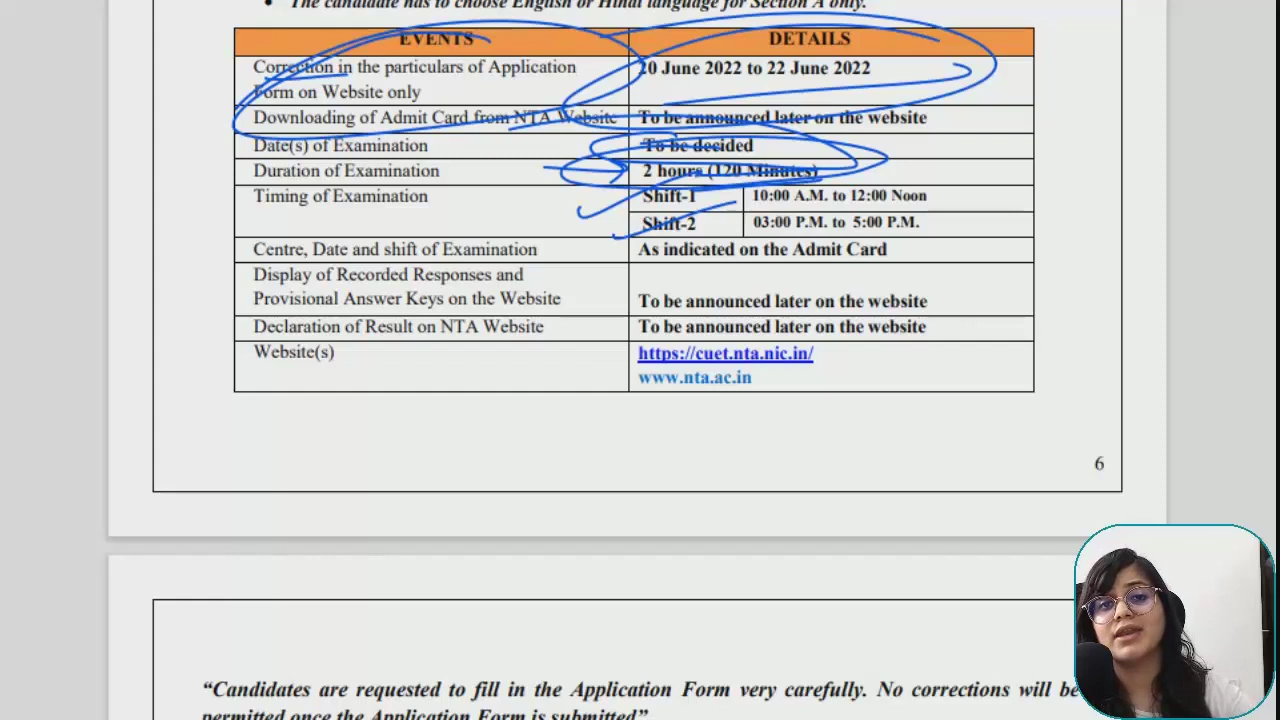 The candidate has to choose English or Hindi language for Section A only.
EVENTS DETAILS
Correction in the particulars of Application Form on Website only
20 June 2022 to 22 June 2022
Downloading of Admit Card from NTA Website
To be announced later on the website
Date(s) of Examination
To be decided
Duration of Examination
2 hours (120 Minutes)
Timing of Examination
Shift-1 10:00 A.M. to 12:00 Noon
Shift-2 03:00 P.M. to 5:00 P.M.
Centre, Date and shift of Examination
As indicated on the Admit Card
Display of Recorded Responses and
Provisional Answer Keys on the Website
To be announced later on the website
Declaration of Result on NTA Website
To be announced later on the website
Website(s)
https://cuet.nta.nic.in/
www.nta.ac.in
6
“Candidates are requested to fill in the Application Form very carefully. No corrections will be
permitted once the Application Form is submitted”